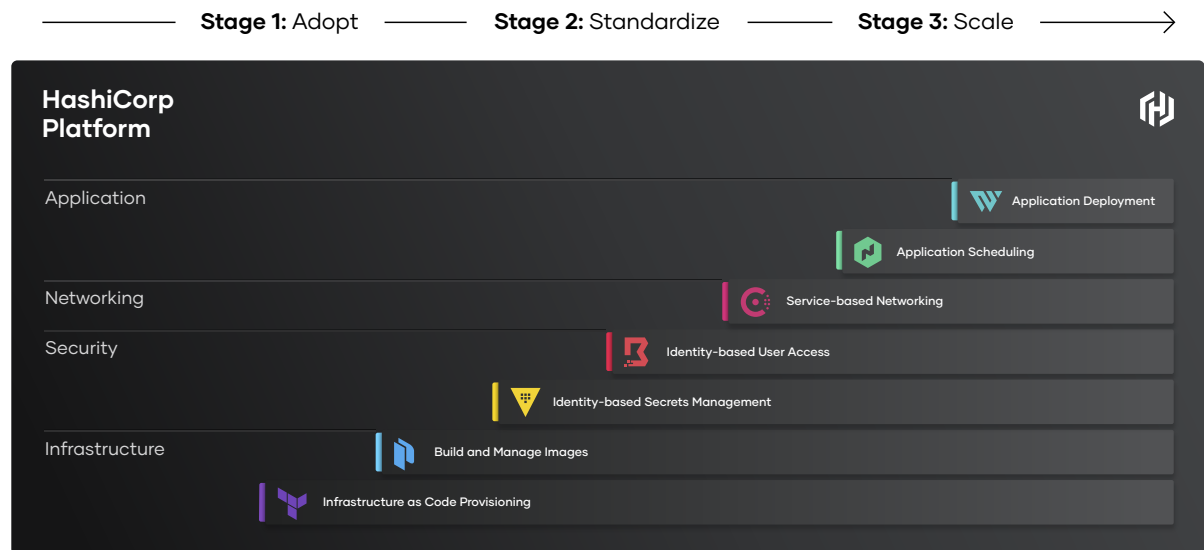 Stage 1: Adopt
Stage 2: Standardize
Stage 3: Scale
HashiCorp
Platform
Application
Application Deployment
Application Scheduling
Networking
Service-based Networking
Security
Identity-based User Access
Identity-based Secrets Management
Infrastructure
Build and Manage Images
Infrastructure as Code Provisioning